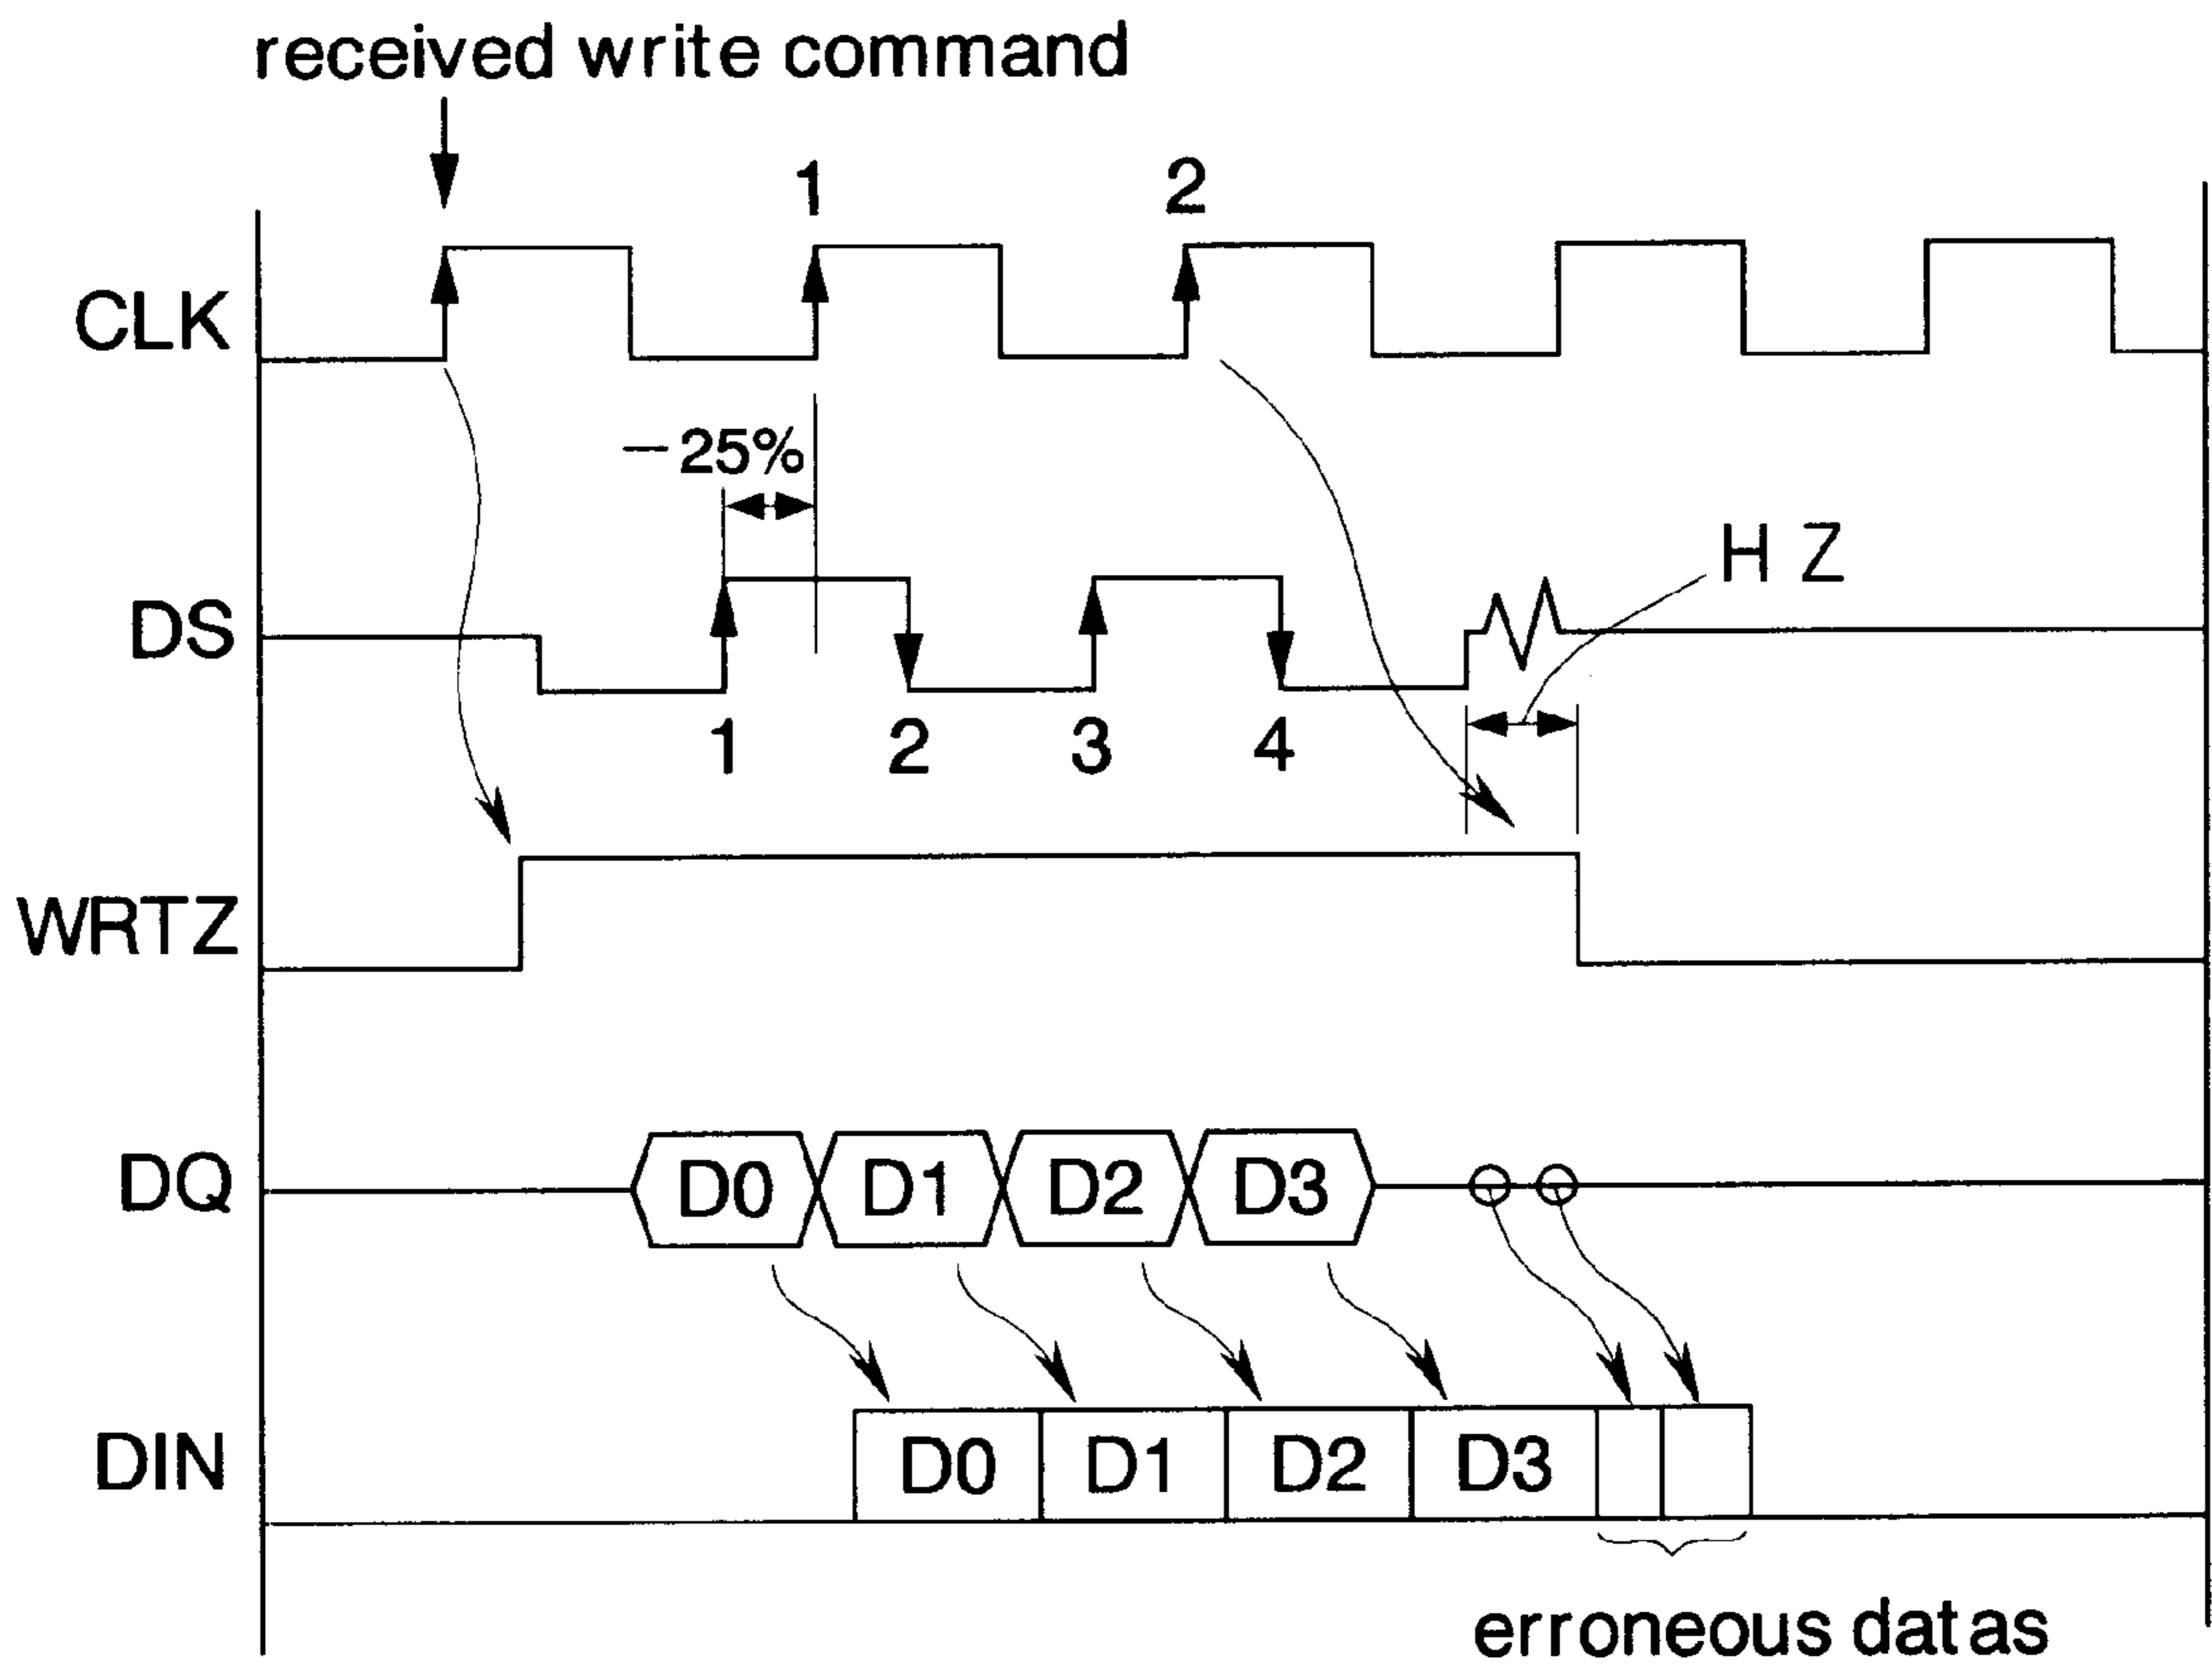 received write command
1 2
CLK
-25%
H Z
DS
1 2 3 4
WRTZ
DQ D0 D1 D2 D3
DIN D0 D1 D2 D3
erroneous datas